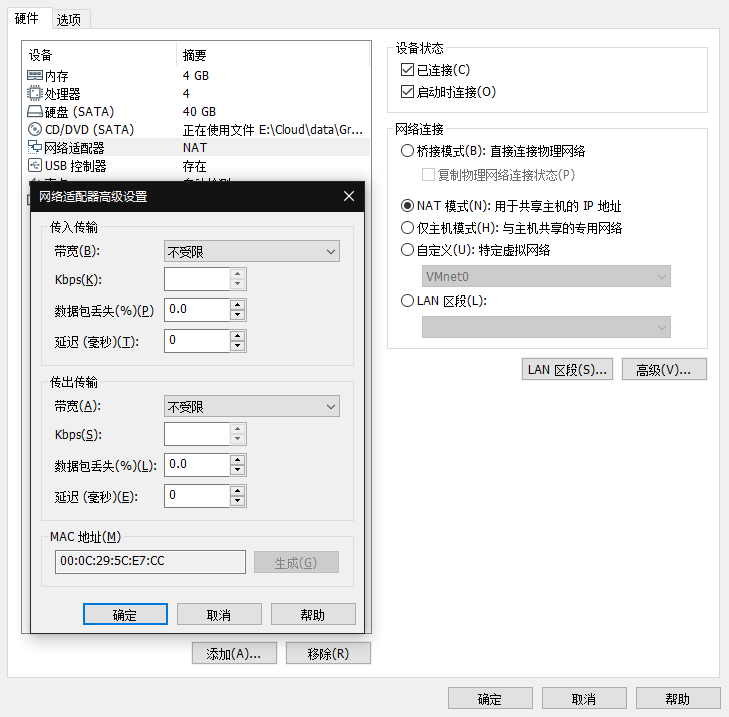 硬件 选项
设备 摘要
内存 4 GB
处理器 4
硬盘 (SATA) 40 GB
CD/DVD (SATA) 正在使用文件 E:\Cloud\data\Gr...
网络适配器 NAT
USB 控制器 存在
网络适配器高级设置
传入传输
带宽(B): 不受限
Kbps(K):
数据包丢失(%)(P) 0.0
延迟 (毫秒)(T): 0
传出传输
带宽(A): 不受限
Kbps(S):
数据包丢失(%)(L): 0.0
延迟 (毫秒)(E): 0
MAC 地址(M)
00:0C:29:5C:E7:CC 生成(G)
确定 取消 帮助
添加(A)... 移除(R)
设备状态
已连接(C)
启动时连接(O)
网络连接
桥接模式(B): 直接连接物理网络
复制物理网络连接状态(P)
NAT 模式(N): 用于共享主机的 IP 地址
仅主机模式(H): 与主机共享的专用网络
自定义(U): 特定虚拟网络
VMnet0
LAN 区段(L):
LAN 区段(S)... 高级(V)...
确定 取消 帮助